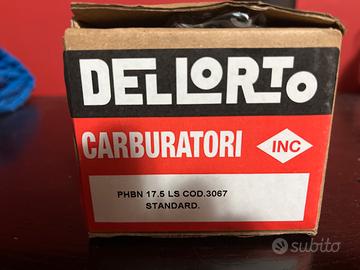 DELLORTO
CARBURATORI INC
PHBN 17.5 LS COD.3067
STANDARD.
subito